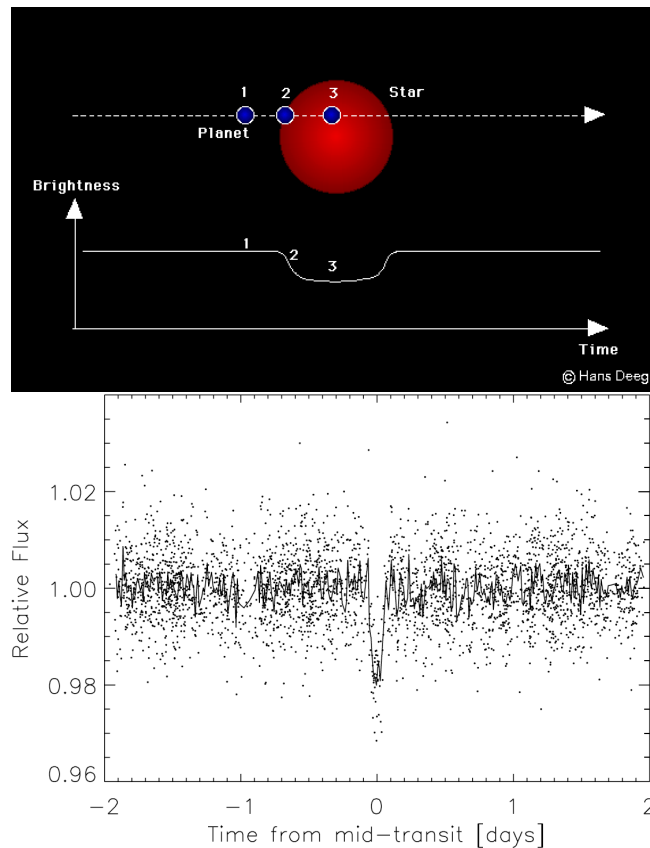 1 2 3 Star
Planet
Brightness
1
2
3
Time
© Hans Deeg
1.02
1.00
0.98
0.96
Relative Flux
−2 −1 0 1 2
Time from mid−transit [days]